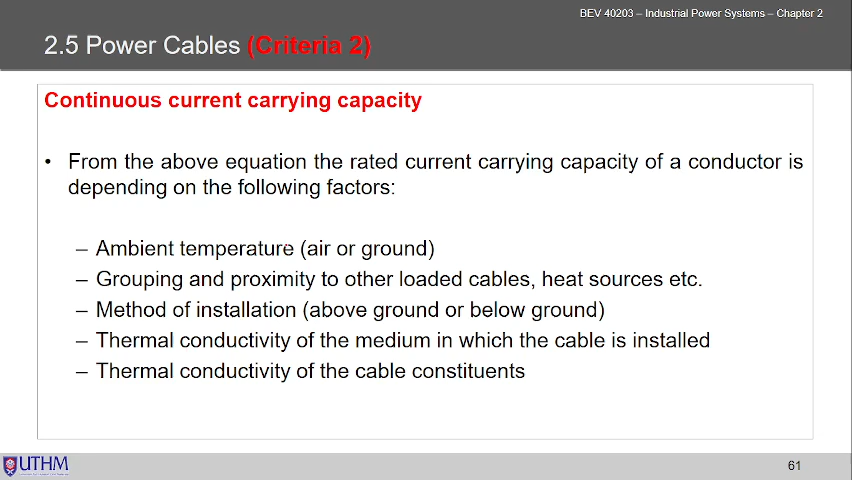 BEV 40203 – Industrial Power Systems – Chapter 2
2.5 Power Cables (Criteria 2)
Continuous current carrying capacity
• From the above equation the rated current carrying capacity of a conductor is
depending on the following factors:
– Ambient temperature (air or ground)
– Grouping and proximity to other loaded cables, heat sources etc.
– Method of installation (above ground or below ground)
– Thermal conductivity of the medium in which the cable is installed
– Thermal conductivity of the cable constituents
UTHM
61